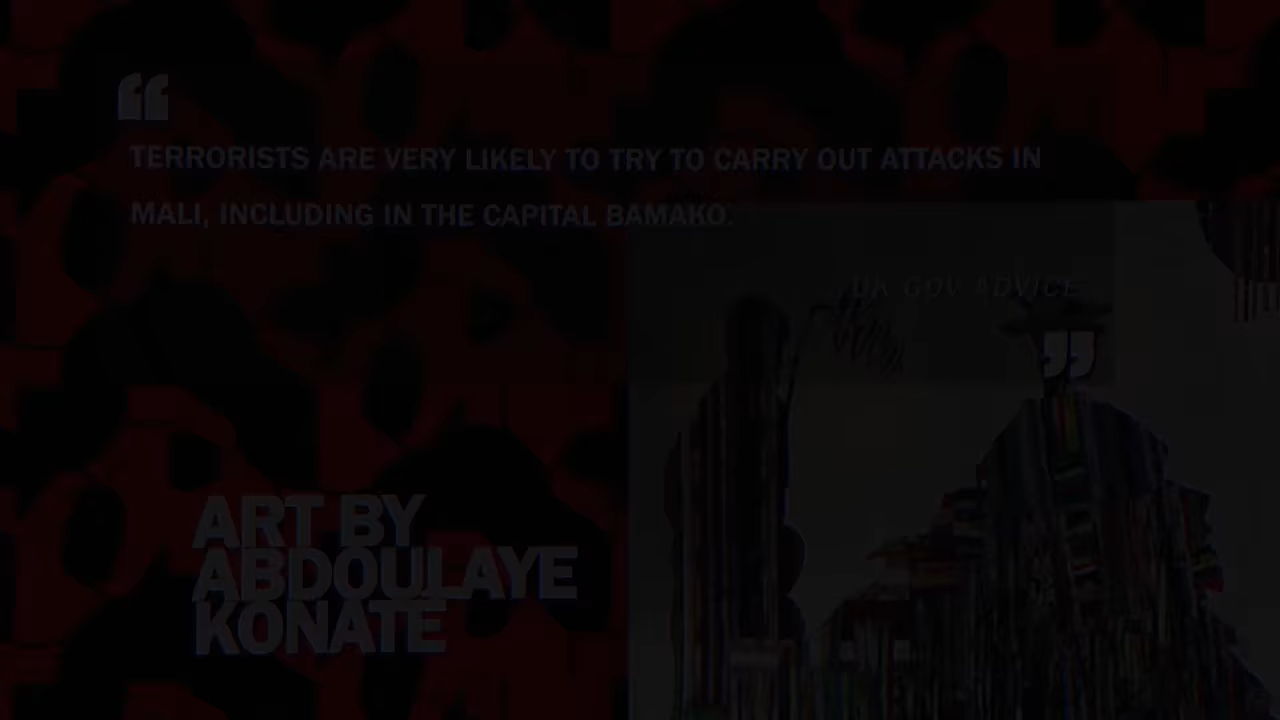 “
TERRORISTS ARE VERY LIKELY TO TRY TO CARRY OUT ATTACKS IN
MALI, INCLUDING IN THE CAPITAL BAMAKO.
UK GOV ADVICE
”
ART BY
ABDOULAYE
KONATE